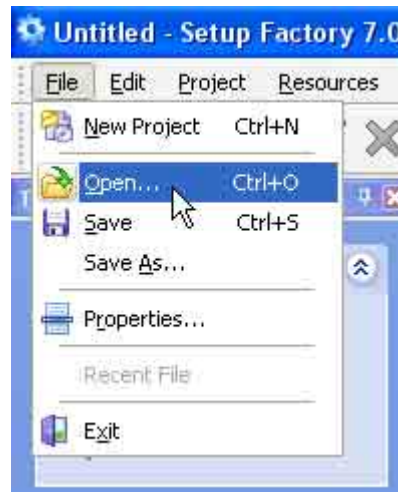 Untitled - Setup Factory 7.0
File Edit Project Resources
New Project Ctrl+N
Open... Ctrl+O
Save Ctrl+S
Save As...
Properties...
Recent File
Exit